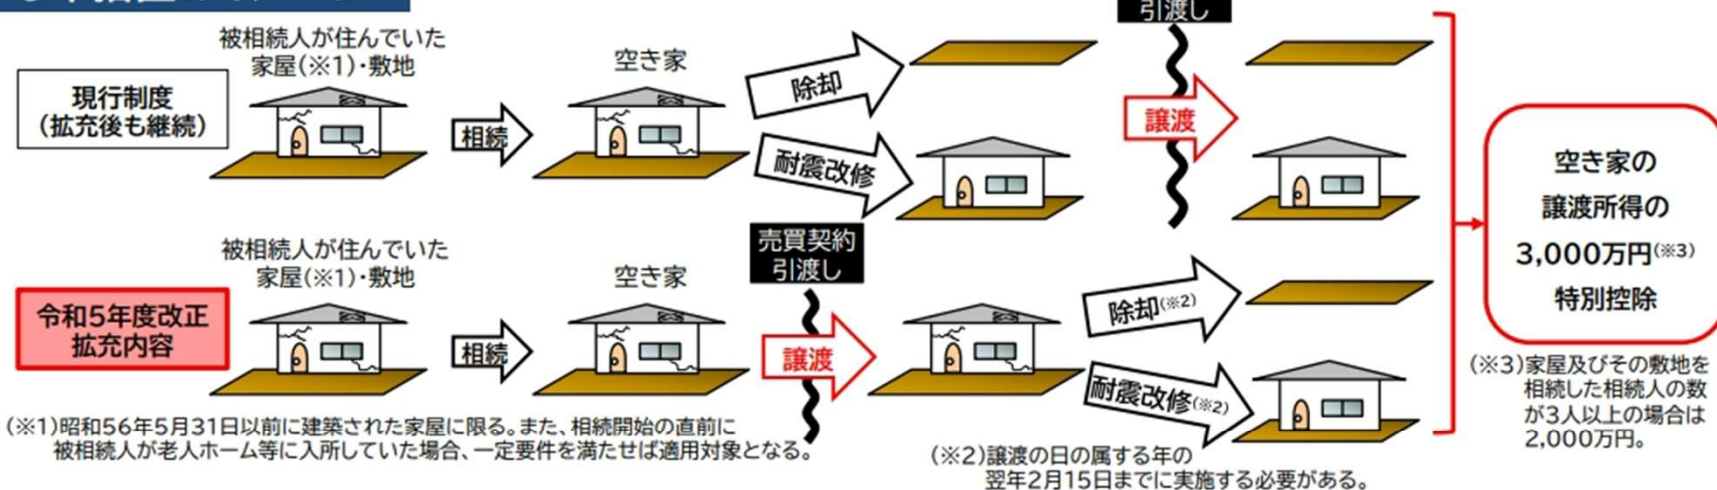 引渡し
被相続人が住んでいた
家屋(※1)・敷地
空き家
現行制度
(拡充後も継続)
相続
除却
耐震改修
譲渡
空き家の
譲渡所得の
3,000万円(※3)
特別控除
被相続人が住んでいた
家屋(※1)・敷地
空き家
売買契約
引渡し
令和5年度改正
拡充内容
相続
譲渡
除却(※2)
耐震改修(※2)
(※3)家屋及びその敷地を
相続した相続人の数
が3人以上の場合は
2,000万円。
(※1)昭和56年5月31日以前に建築された家屋に限る。また、相続開始の直前に
被相続人が老人ホーム等に入所していた場合、一定要件を満たせば適用対象となる。
(※2)譲渡の日の属する年の
翌年2月15日までに実施する必要がある。